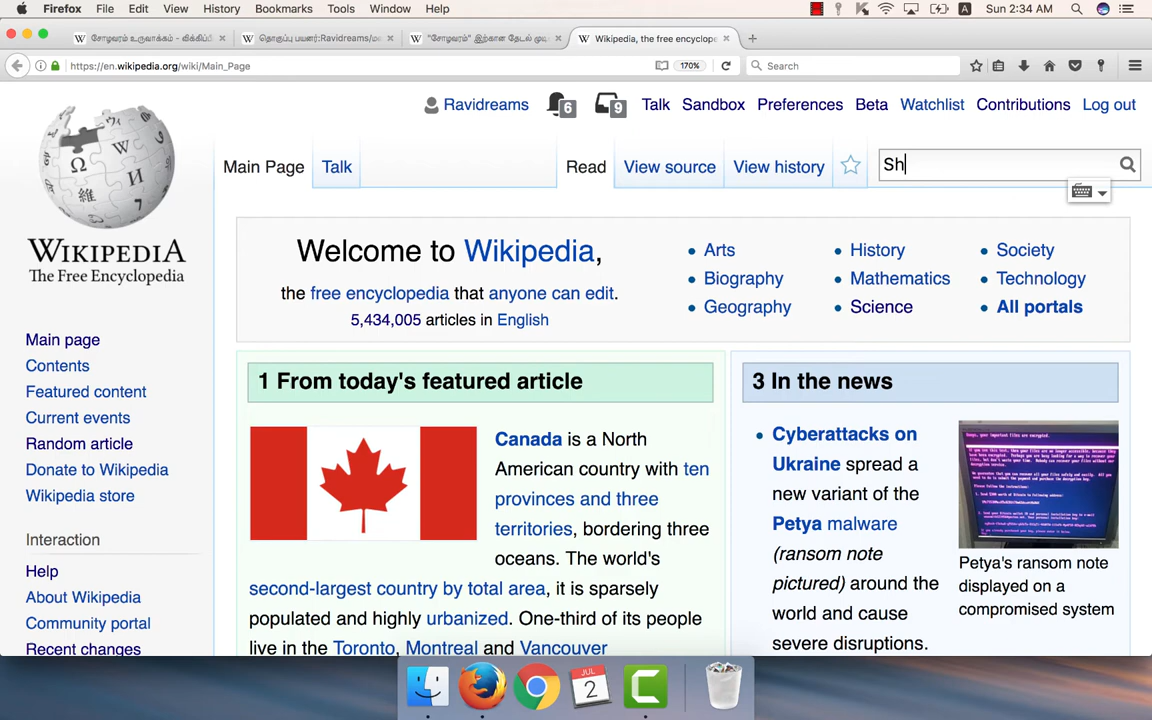 Firefox File Edit View History Bookmarks Tools Window Help Sun 2:34 AM
சோழவரம் உருவாக்கம் - விக்கிப்பீ தொகுப்பு பயனர்:Ravidreams/மண "சோழவரம்" இற்கான தேடல் முடி Wikipedia, the free encyclope
https://en.wikipedia.org/wiki/Main_Page 170% Search
Ravidreams 6 9 Talk Sandbox Preferences Beta Watchlist Contributions Log out
Main Page Talk Read View source View history Sh
WIKIPEDIA
The Free Encyclopedia
Main page
Contents
Featured content
Current events
Random article
Donate to Wikipedia
Wikipedia store
Interaction
Help
About Wikipedia
Community portal
Recent changes
Welcome to Wikipedia,
the free encyclopedia that anyone can edit.
5,434,005 articles in English
Arts
Biography
Geography
History
Mathematics
Science
Society
Technology
All portals
1 From today's featured article
Canada is a North
American country with ten
provinces and three
territories, bordering three
oceans. The world's
second-largest country by total area, it is sparsely
populated and highly urbanized. One-third of its people
live in the Toronto, Montreal and Vancouver
3 In the news
Cyberattacks on
Ukraine spread a
new variant of the
Petya malware
(ransom note
pictured) around the
world and cause
severe disruptions.
Petya's ransom note
displayed on a
compromised system
JUL
2